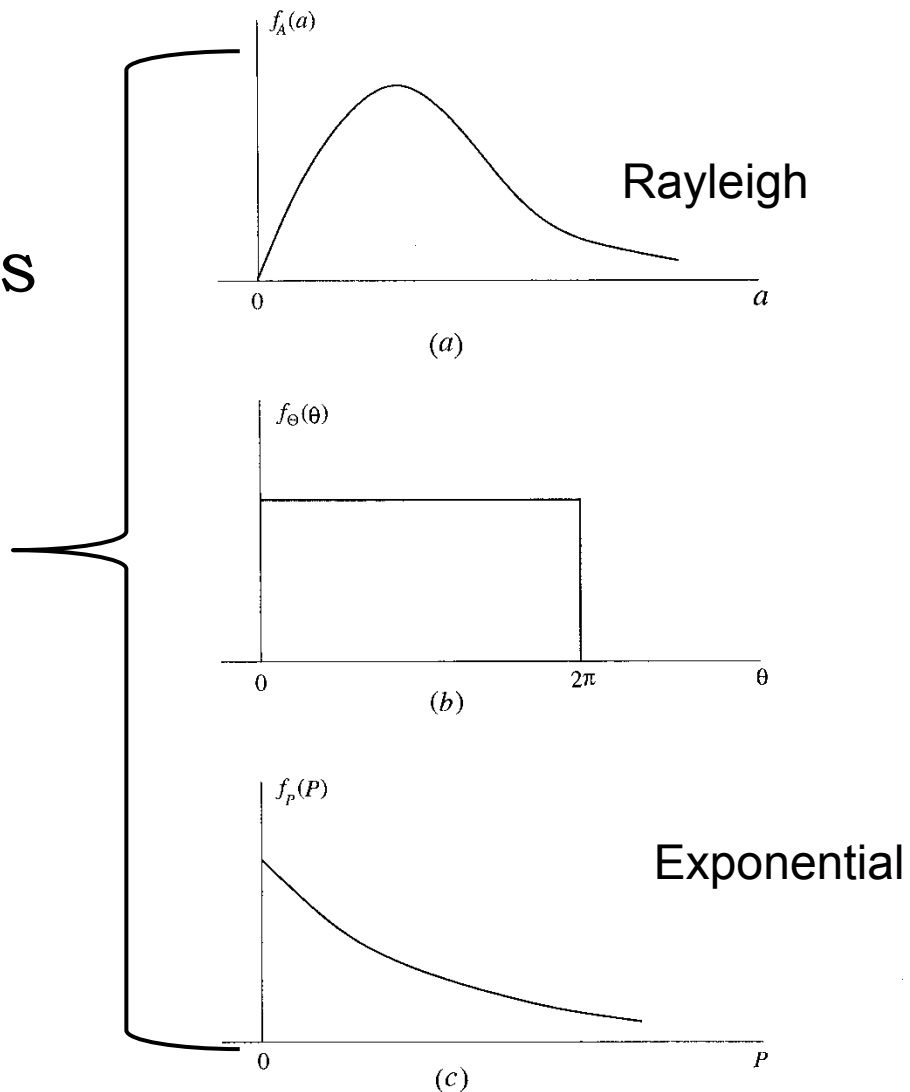 f_A(a)
Rayleigh
s
0
a
(a)
f_Θ(θ)
0
2π
θ
(b)
f_P(P)
Exponential
0
P
(c)